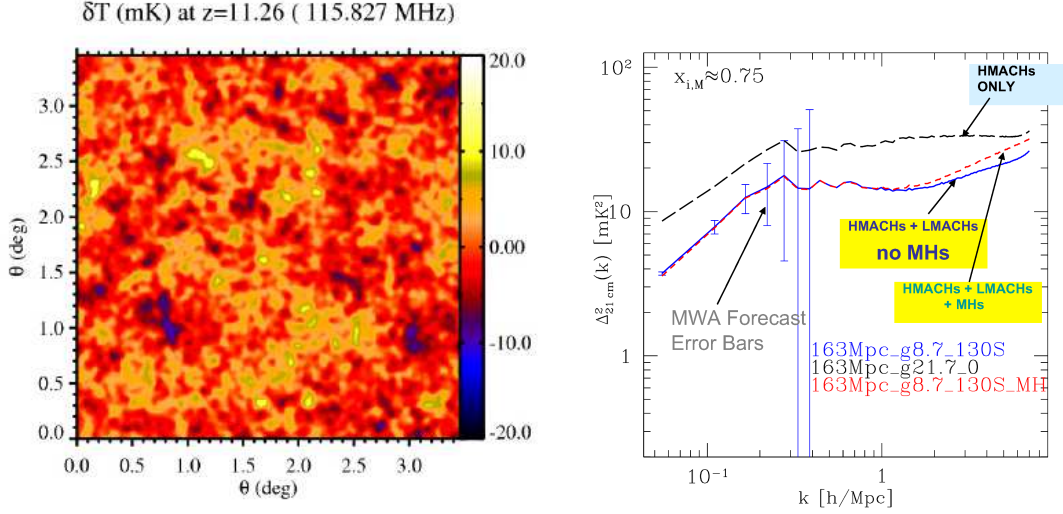 δT (mK) at z=11.26 ( 115.827 MHz)
20.0
10.0
0.00
-10.0
-20.0
3.0
2.5
2.0
1.5
1.0
0.5
0.0
θ (deg)
0.0 0.5 1.0 1.5 2.0 2.5 3.0
θ (deg)
x_i,M≈0.75
HMACHs
ONLY
HMACHs + LMACHs
no MHs
HMACHs + LMACHs
+ MHs
MWA Forecast
Error Bars
163Mpc_g8.7_130S
163Mpc_g21.7_0
163Mpc_g8.7_130S_MH
10²
10
1
Δ²₂₁ cm(k) [mK²]
10⁻¹ 1
k [h/Mpc]